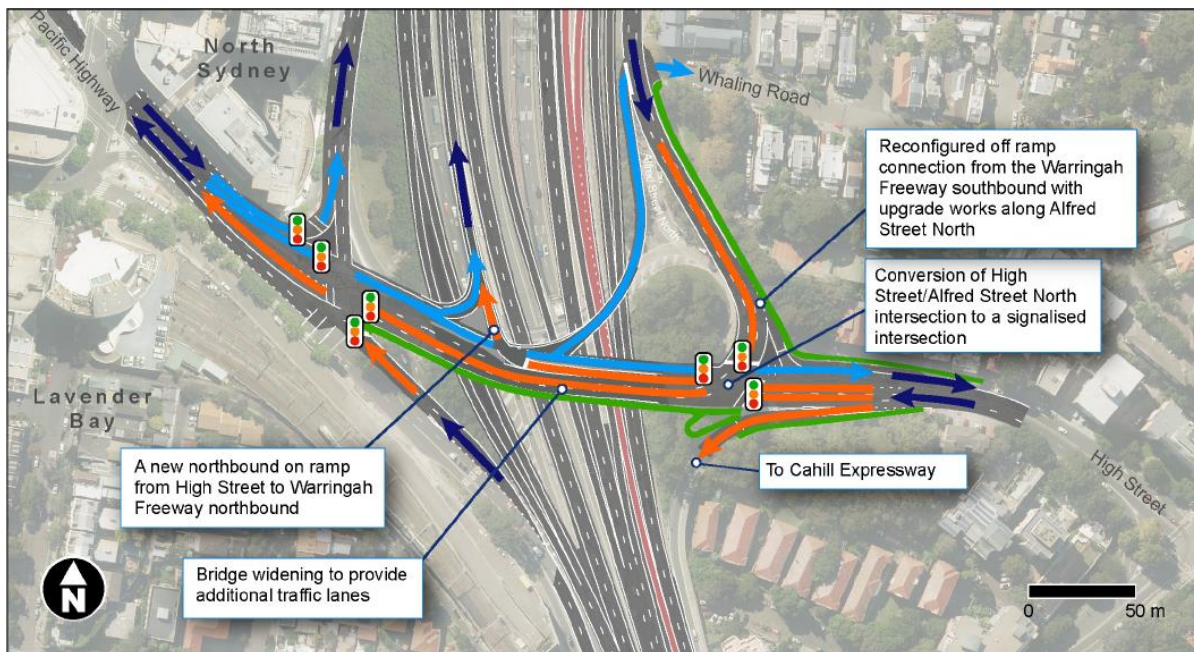 Pacific Highway
North
Sydney
Whaling Road
Alfred Street North
Reconfigured off ramp
connection from the Warringah
Freeway southbound with
upgrade works along Alfred
Street North
Conversion of High
Street/Alfred Street North
intersection to a signalised
intersection
Lavender
Bay
A new northbound on ramp
from High Street to Warringah
Freeway northbound
To Cahill Expressway
High Street
Bridge widening to provide
additional traffic lanes
N
0 50 m